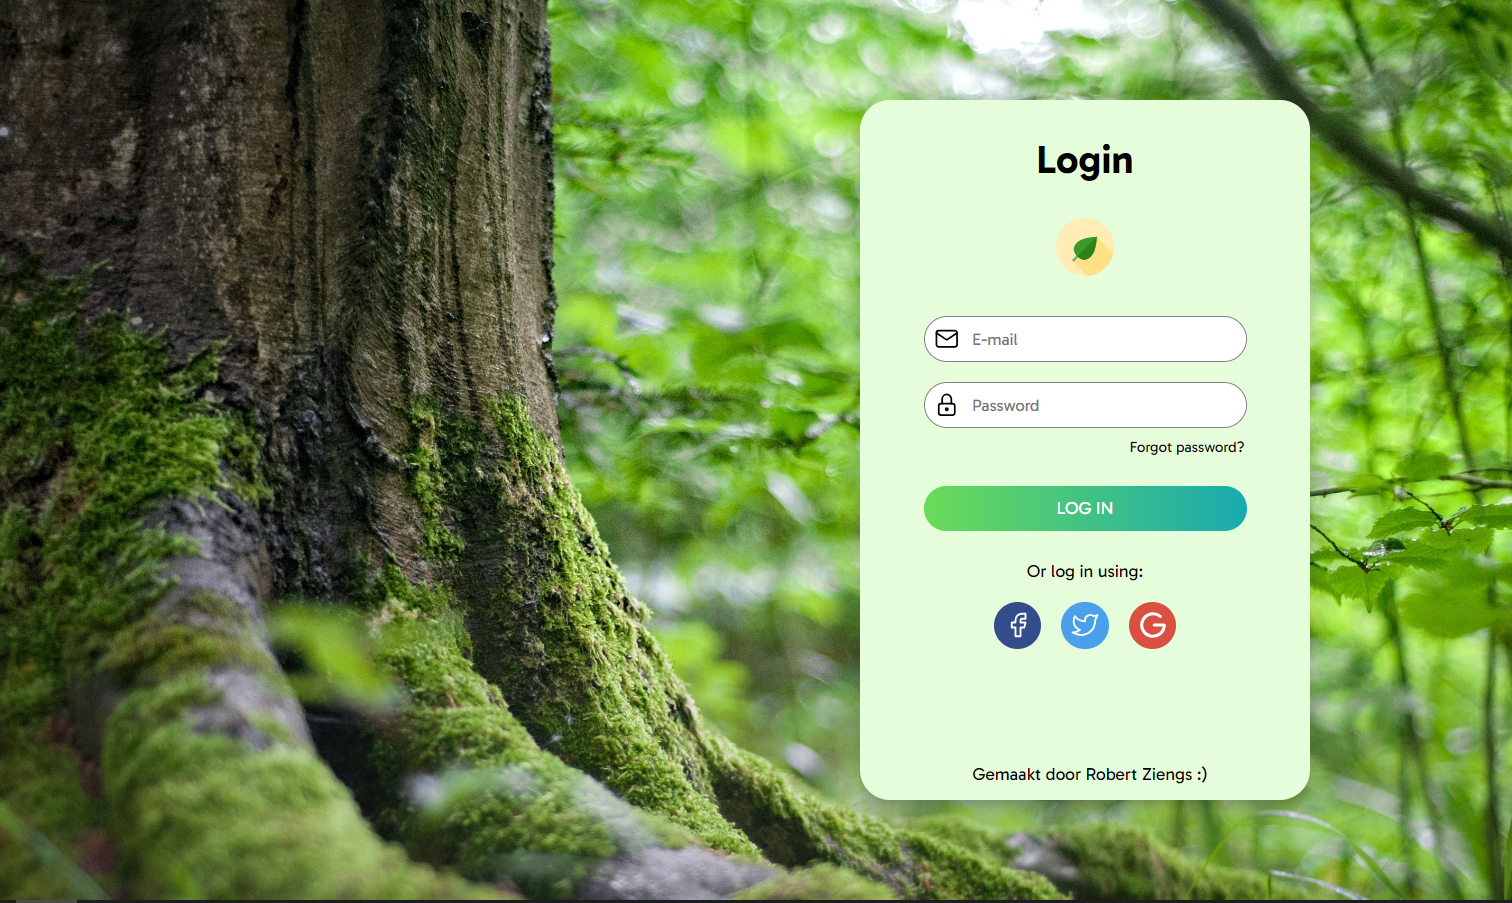 Login
E-mail
Password
Forgot password?
LOG IN
Or log in using:
Gemaakt door Robert Ziengs :)